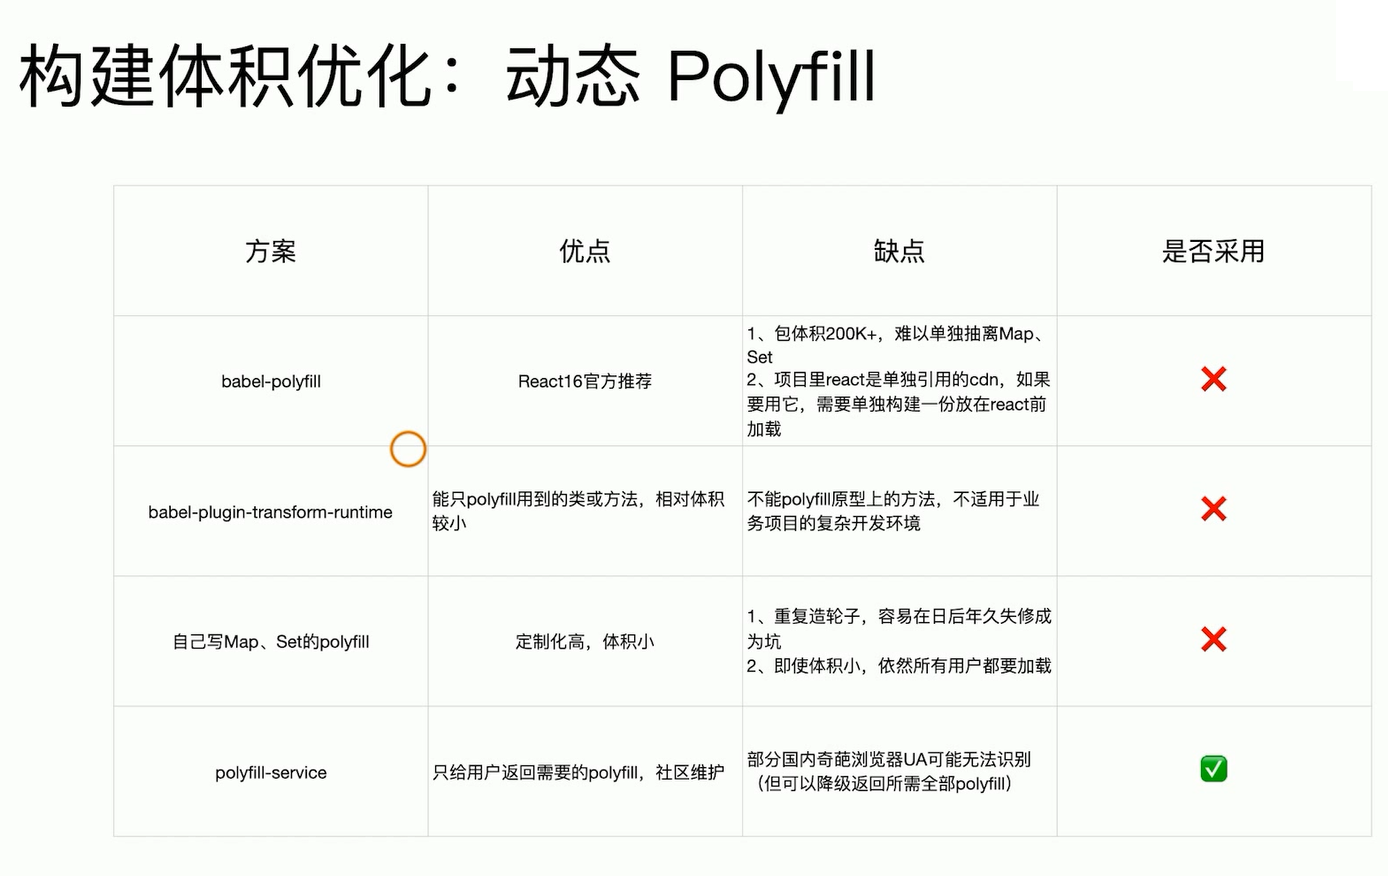 构建体积优化：动态 Polyfill
方案
优点
缺点
是否采用
babel-polyfill
React16官方推荐
1、包体积200K+，难以单独抽离Map、
Set
2、项目里react是单独引用的cdn，如果
要用它，需要单独构建一份放在react前
加载
❌
babel-plugin-transform-runtime
能只polyfill用到的类或方法，相对体积
较小
不能polyfill原型上的方法，不适用于业
务项目的复杂开发环境
❌
自己写Map、Set的polyfill
定制化高，体积小
1、重复造轮子，容易在日后年久失修成
为坑
2、即使体积小，依然所有用户都要加载
❌
polyfill-service
只给用户返回需要的polyfill，社区维护
部分国内奇葩浏览器UA可能无法识别
（但可以降级返回所需全部polyfill）
✅